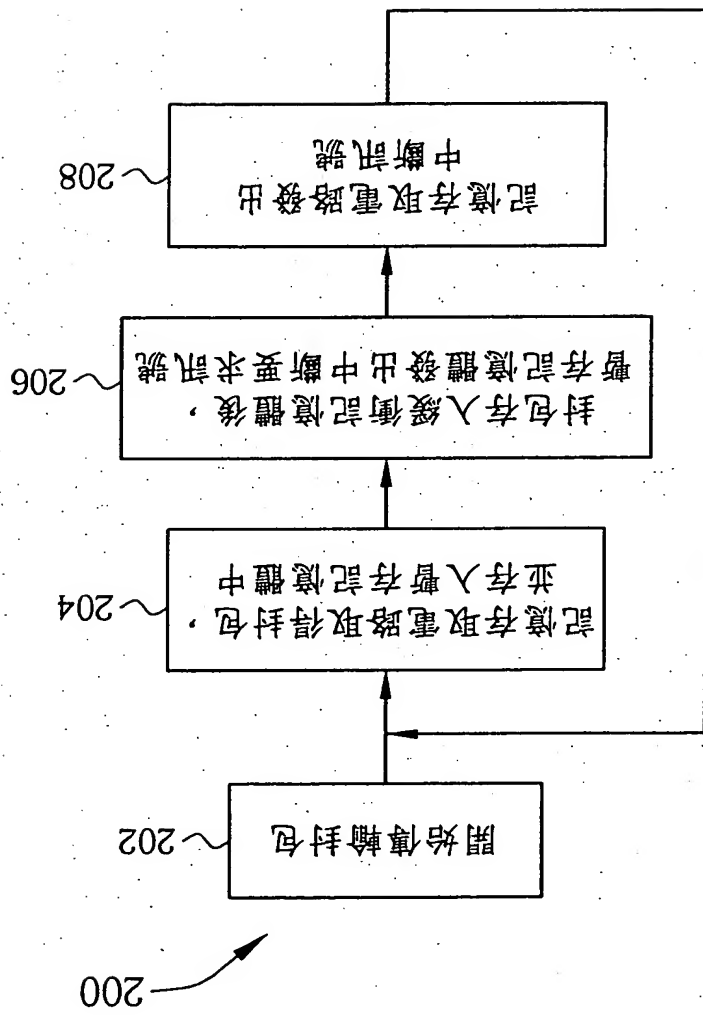 200
開始傳輸封包
202
記憶存取電路取得封包，
並存入暫存記憶體中
204
封包存入緩衝記憶體後，
暫存記憶體發出中斷要求訊號
206
記憶存取電路發出
中斷訊號
208